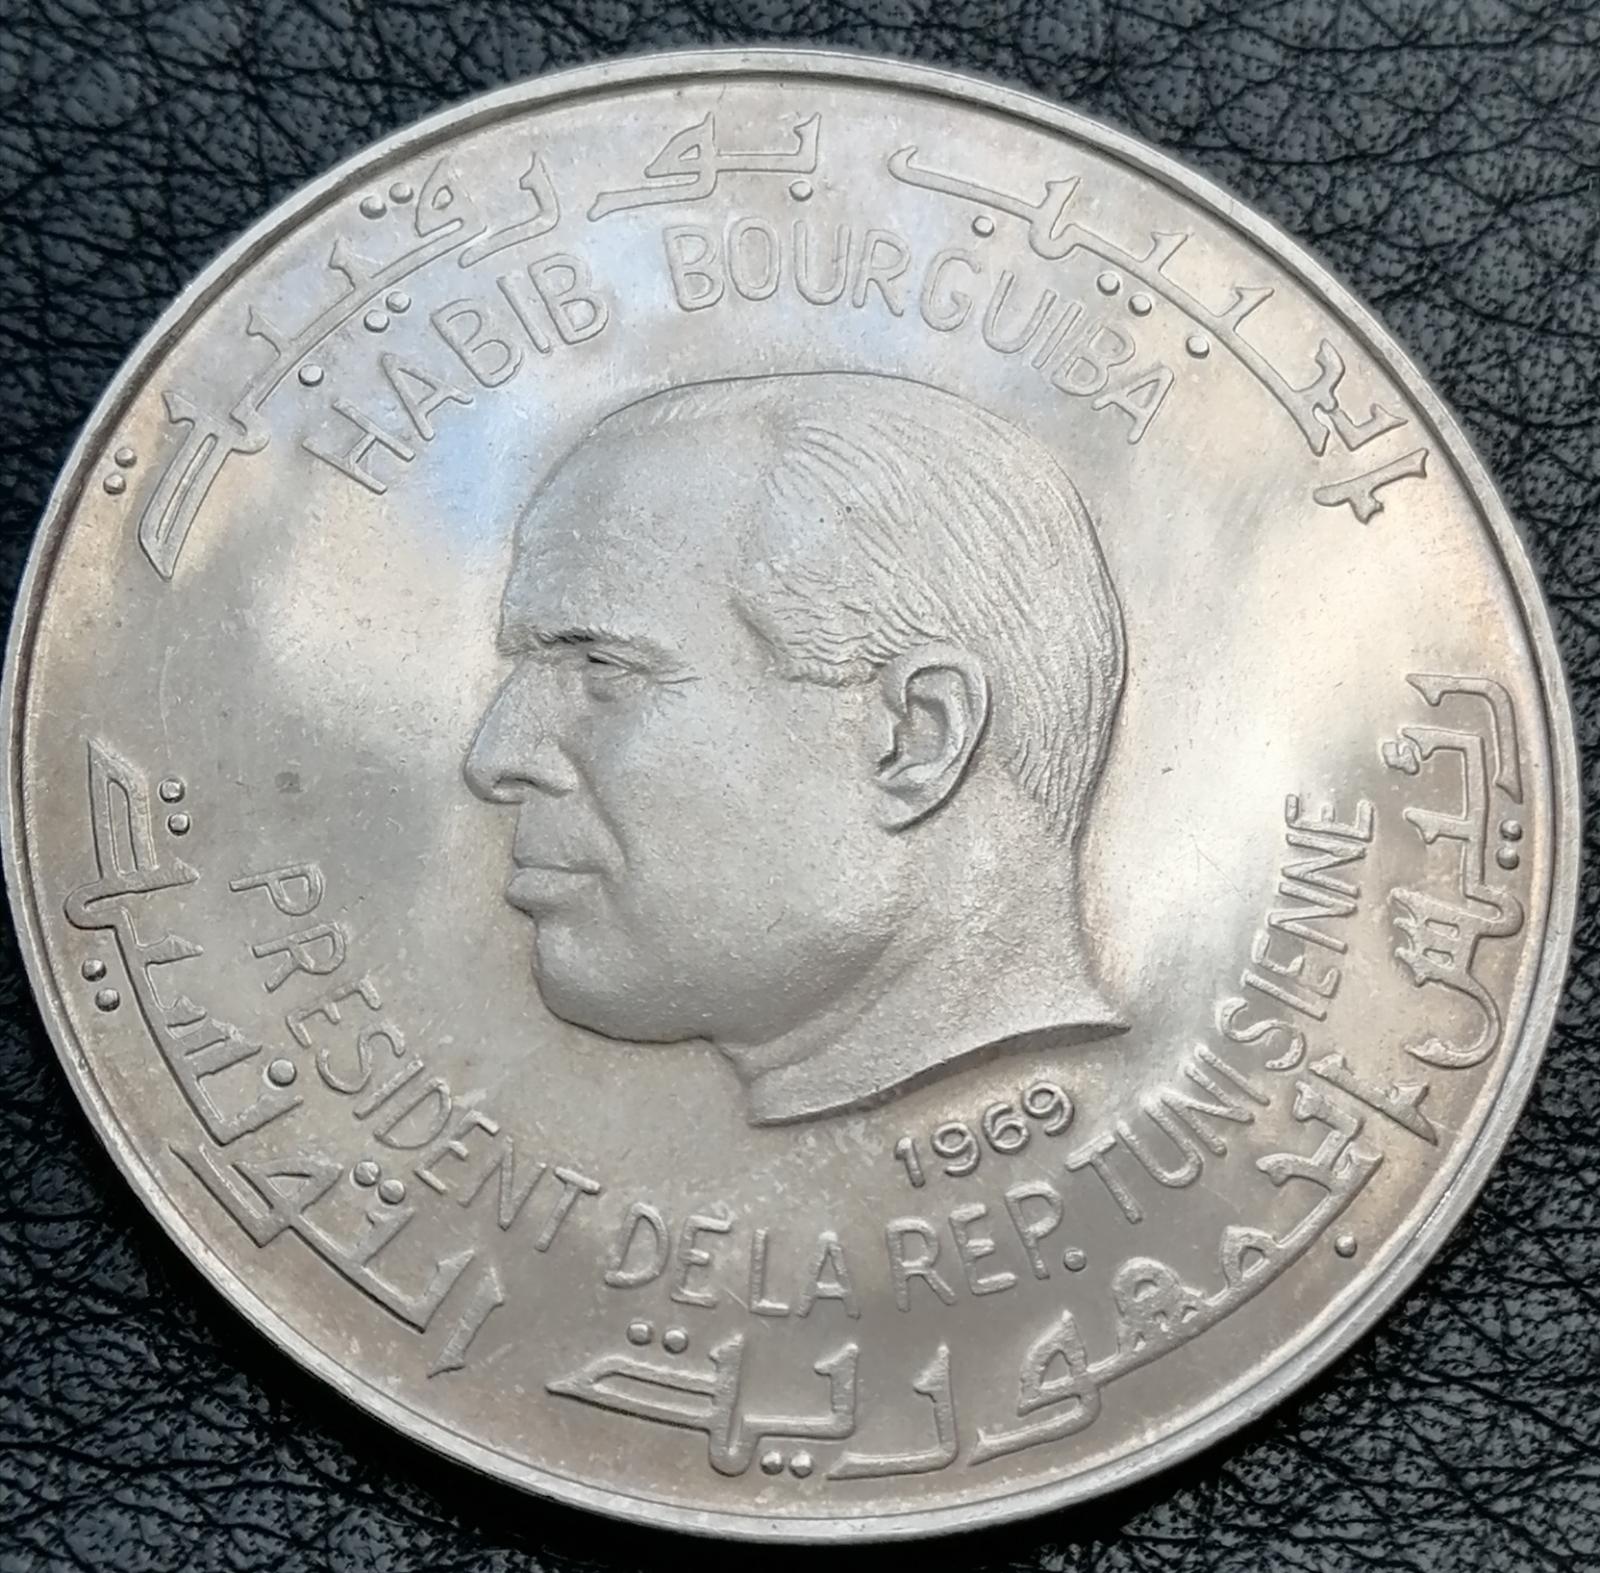 الحبيب بورقيبة
HABIB BOURGUIBA
1969
PRESIDENT DE LA REP. TUNISIENNE
رئيس الجمهورية التونسية